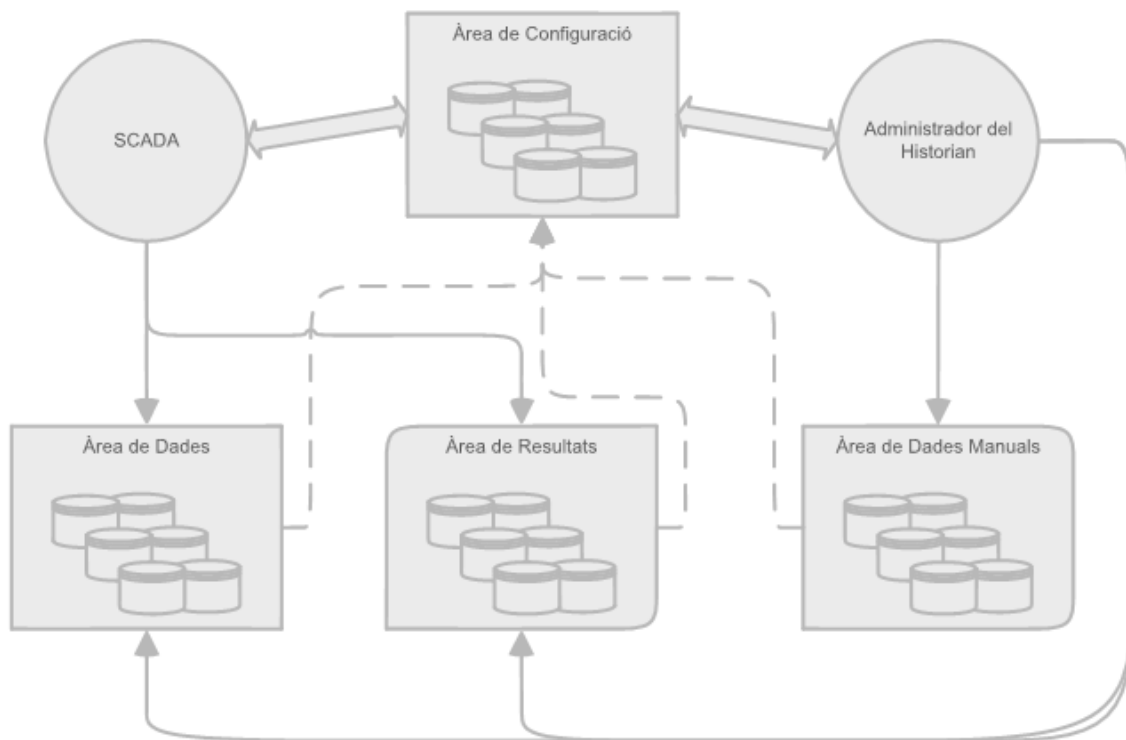 Àrea de Configuració
SCADA
Administrador del
Historian
Àrea de Dades
Àrea de Resultats
Àrea de Dades Manuals